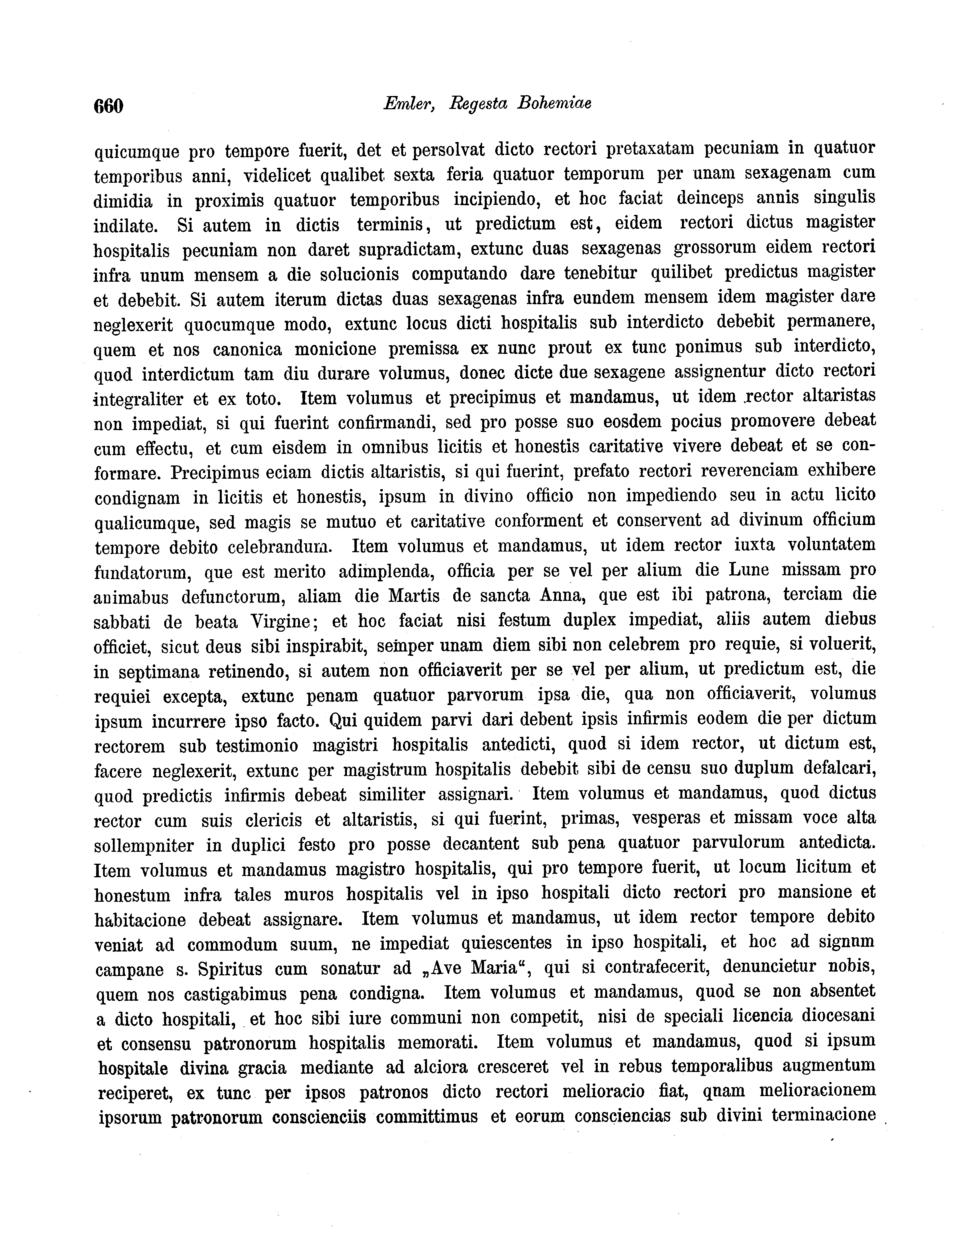 660
Emler, Regesta Bohemiae
quicumque pro tempore fuerit, det et persolvat dicto rectori pretaxatam pecuniam in quatuor
temporibus anni, videlicet qualibet sexta feria quatuor temporum per unam sexagenam cum
dimidia in proximis quatuor temporibus incipiendo, et hoc faciat deinceps annis singulis
indilate. Si autem in dictis terminis, ut predictum est, eidem rectori dictus magister
hospitalis pecuniam non daret supradictam, extunc duas sexagenas grossorum eidem rectori
infra unum mensem a die solucionis computando dare tenebitur quilibet predictus magister
et debebit. Si autem iterum dictas duas sexagenas infra eundem mensem idem magister dare
neglexerit quocumque modo, extunc locus dicti hospitalis sub interdicto debebit permanere,
quem et nos canonica monicione premissa ex nunc prout ex tunc ponimus sub interdicto,
quod interdictum tam diu durare volumus, donec dicte due sexagene assignentur dicto rectori
integraliter et ex toto. Item volumus et precipimus et mandamus, ut idem rector altaristas
non impediat, si qui fuerint confirmandi, sed pro posse suo eosdem pocius promovere debeat
cum effectu, et cum eisdem in omnibus licitis et honestis caritative vivere debeat et se con-
formare. Precipimus eciam dictis altaristis, si qui fuerint, prefato rectori reverenciam exhibere
condignam in licitis et honestis, ipsum in divino officio non impediendo seu in actu licito
qualicumque, sed magis se mutuo et caritative conforment et conservent ad divinum officium
tempore debito celebrandum. Item volumus et mandamus, ut idem rector iuxta voluntatem
fundatorum, que est merito adimplenda, officia per se vel per alium die Lune missam pro
animabus defunctorum, aliam die Martis de sancta Anna, que est ibi patrona, terciam die
sabbati de beata Virgine; et hoc faciat nisi festum duplex impediat, aliis autem diebus
officiet, sicut deus sibi inspirabit, semper unam diem sibi non celebrem pro requie, si voluerit,
in septimana retinendo, si autem non officiaverit per se vel per alium, ut predictum est, die
requiei excepta, extunc penam quatuor parvorum ipsa die, qua non officiaverit, volumus
ipsum incurrere ipso facto. Qui quidem parvi dari debent ipsis infirmis eodem die per dictum
rectorem sub testimonio magistri hospitalis antedicti, quod si idem rector, ut dictum est,
facere neglexerit, extunc per magistrum hospitalis debebit sibi de censu suo duplum defalcari,
quod predictis infirmis debeat similiter assignari. Item volumus et mandamus, quod dictus
rector cum suis clericis et altaristis, si qui fuerint, primas, vesperas et missam voce alta
sollempniter in duplici festo pro posse decantent sub pena quatuor parvulorum antedicta.
Item volumus et mandamus magistro hospitalis, qui pro tempore fuerit, ut locum licitum et
honestum infra tales muros hospitalis vel in ipso hospitali dicto rectori pro mansione et
habitacione debeat assignare. Item volumus et mandamus, ut idem rector tempore debito
veniat ad commodum suum, ne impediat quiescentes in ipso hospitali, et hoc ad signum
campane s. Spiritus cum sonatur ad „Ave Maria“, qui si contrafecerit, denuncietur nobis,
quem nos castigabimus pena condigna. Item volumus et mandamus, quod se non absentet
a dicto hospitali, et hoc sibi iure communi non competit, nisi de speciali licencia diocesani
et consensu patronorum hospitalis memorati. Item volumus et mandamus, quod si ipsum
hospitale divina gracia mediante ad alciora cresceret vel in rebus temporalibus augmentum
reciperet, ex tunc per ipsos patronos dicto rectori melioracio fiat, quam melioracionem
ipsorum patronorum conscienciis committimus et eorum consciencias sub divini terminacione